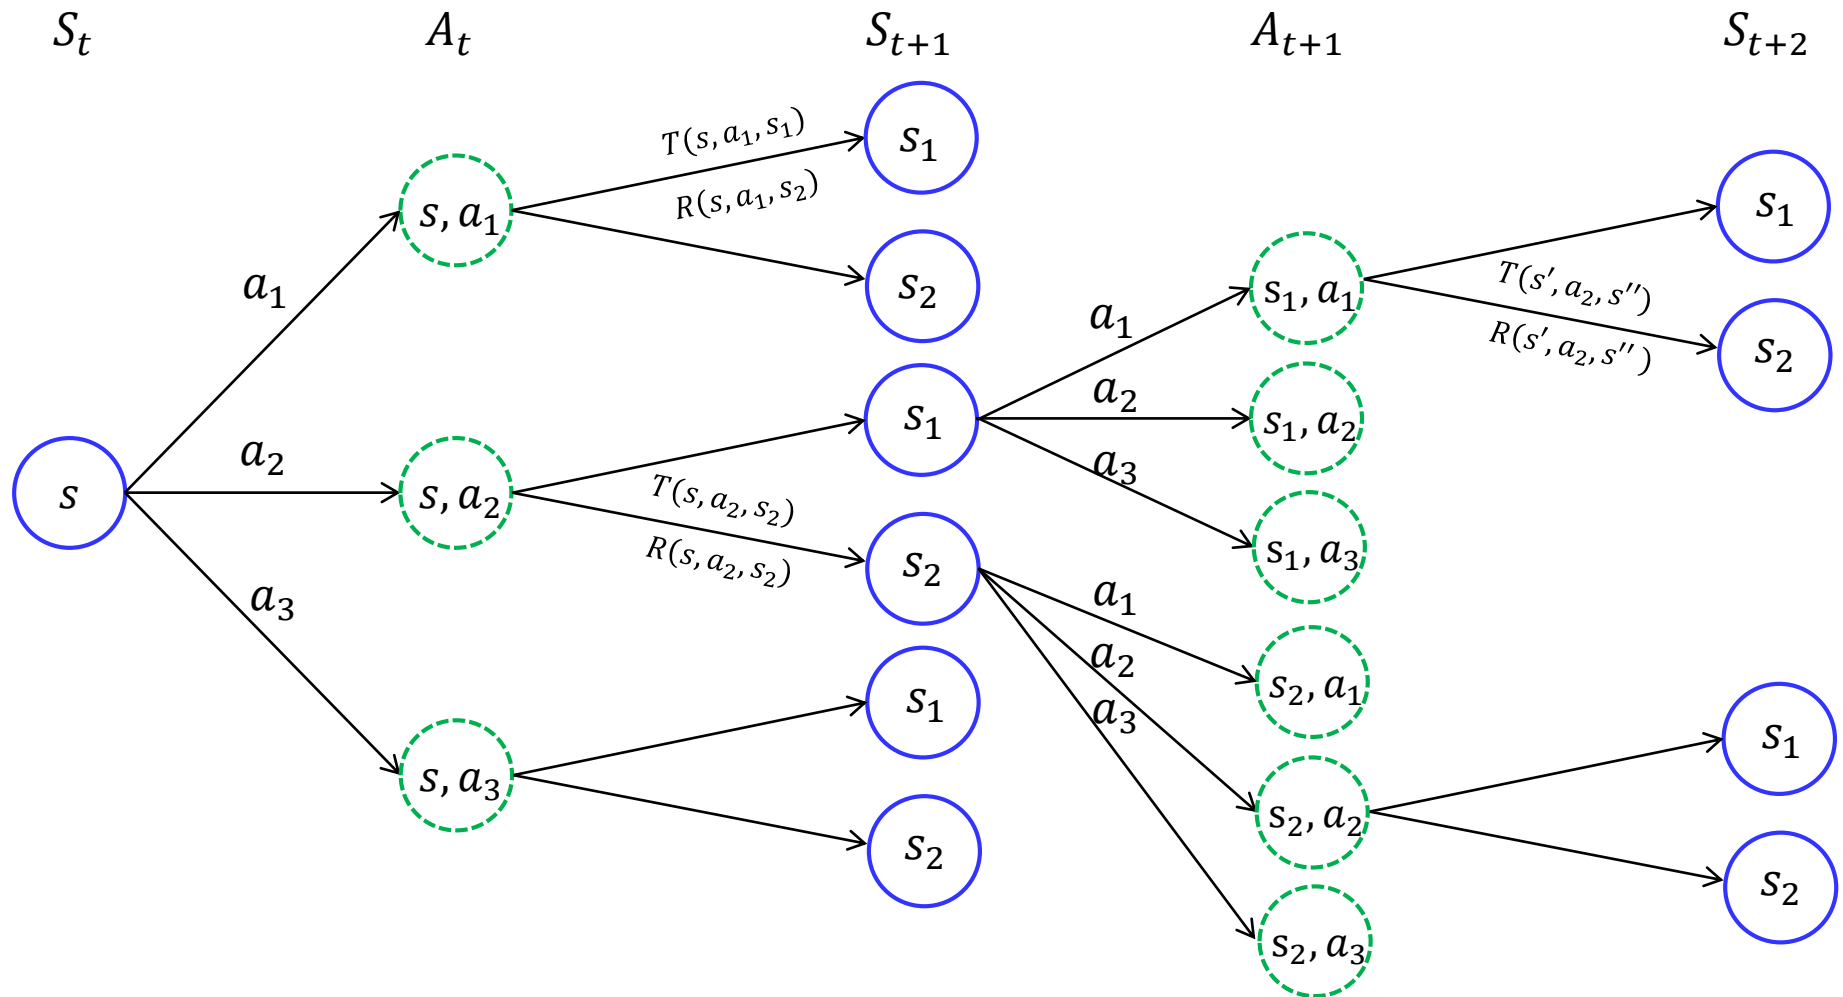 S_t A_t S_{t+1} A_{t+1} S_{t+2}
T(s, a_1, s_1)
s_1
R(s, a_1, s_2)
s, a_1
s_2
a_1
s_1
T(s', a_2, s'')
R(s', a_2, s'')
s_2
s_1, a_1
a_1
a_2
s_1
s_1, a_2
a_3
s_1, a_3
s
a_2
s, a_2
T(s, a_2, s_2)
R(s, a_2, s_2)
s_2
a_1
a_2
a_3
s_2, a_1
s_2, a_2
s_2, a_3
a_3
s, a_3
s_1
s_2
s_1
s_2